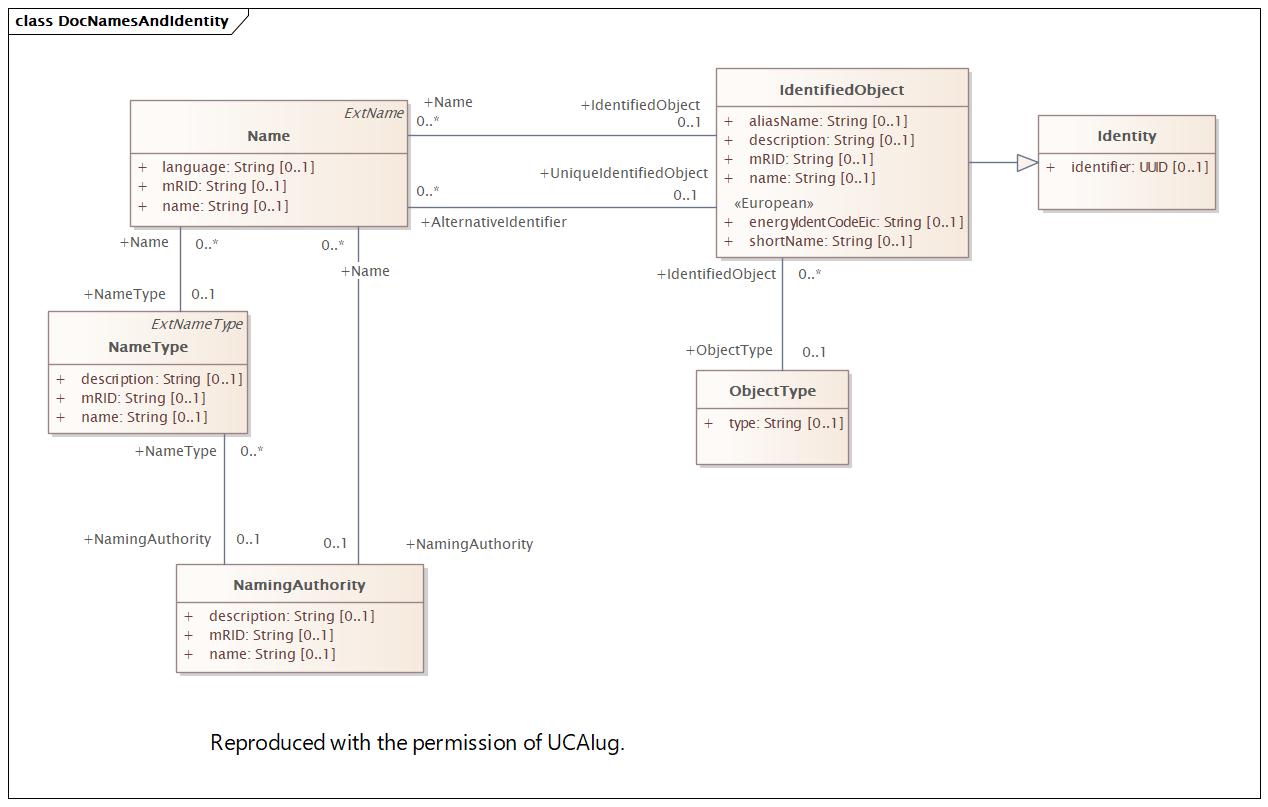 class DocNamesAndIdentity
ExtName
Name
+ language: String [0..1]
+ mRID: String [0..1]
+ name: String [0..1]
+Name
0..*
+IdentifiedObject
0..1
+UniqueIdentifiedObject
0..*
0..1
+AlternativeIdentifier
IdentifiedObject
+ aliasName: String [0..1]
+ description: String [0..1]
+ mRID: String [0..1]
+ name: String [0..1]
«European»
+ energyIdentCodeEic: String [0..1]
+ shortName: String [0..1]
Identity
+ identifier: UUID [0..1]
+Name 0..*
0..*
+Name
+NameType 0..1
ExtNameType
NameType
+ description: String [0..1]
+ mRID: String [0..1]
+ name: String [0..1]
+IdentifiedObject 0..*
+ObjectType 0..1
ObjectType
+ type: String [0..1]
+NameType 0..*
+NamingAuthority 0..1
0..1 +NamingAuthority
NamingAuthority
+ description: String [0..1]
+ mRID: String [0..1]
+ name: String [0..1]
Reproduced with the permission of UCAIug.